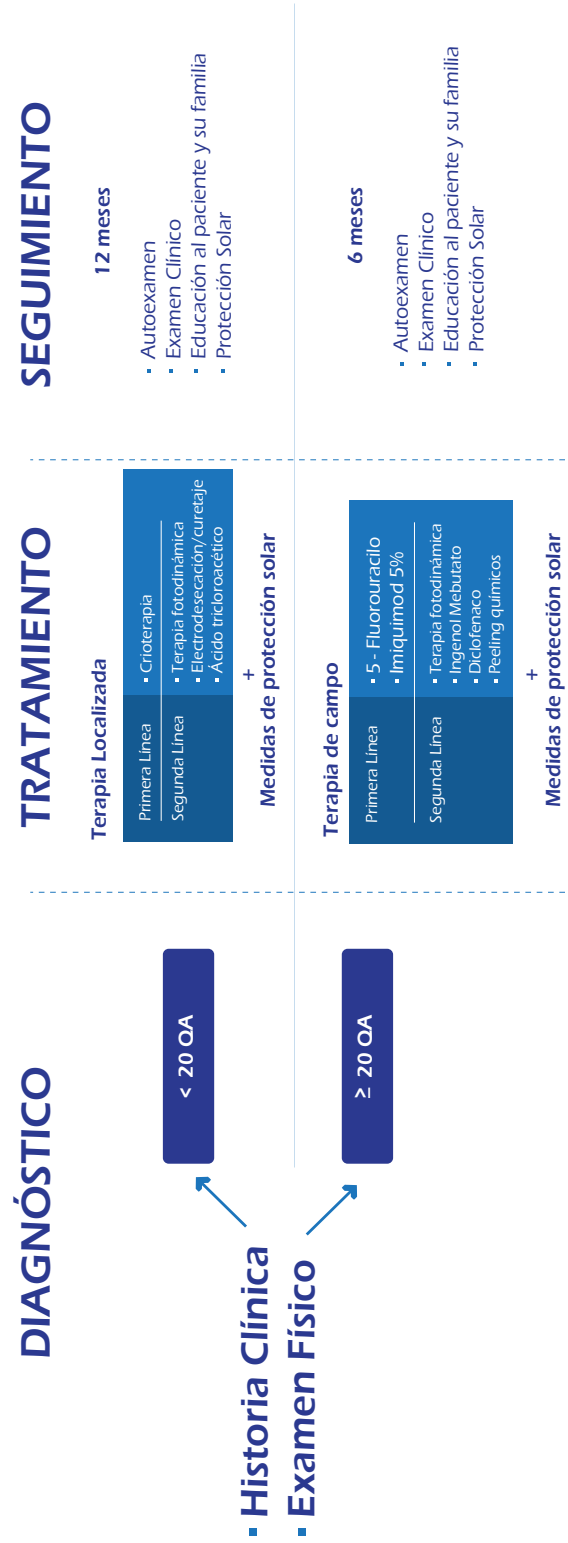 DIAGNÓSTICO
▪ Historia Clínica
▪ Examen Físico
< 20 QA
≥ 20 QA
TRATAMIENTO
Terapia Localizada
Primera Línea
▪ Crioterapia
Segunda Línea
▪ Terapia fotodinámica
▪ Electrodesecación/curetaje
▪ Ácido tricloroacético
+
Medidas de protección solar
Terapia de campo
Primera Línea
▪ 5 - Fluorouracilo
▪ Imiquimod 5%
Segunda Línea
▪ Terapia fotodinámica
▪ Ingenol Mebutato
▪ Diclofenaco
▪ Peeling químicos
+
Medidas de protección solar
SEGUIMIENTO
12 meses
▪ Autoexamen
▪ Examen Clínico
▪ Educación al paciente y su familia
▪ Protección Solar
6 meses
▪ Autoexamen
▪ Examen Clínico
▪ Educación al paciente y su familia
▪ Protección Solar